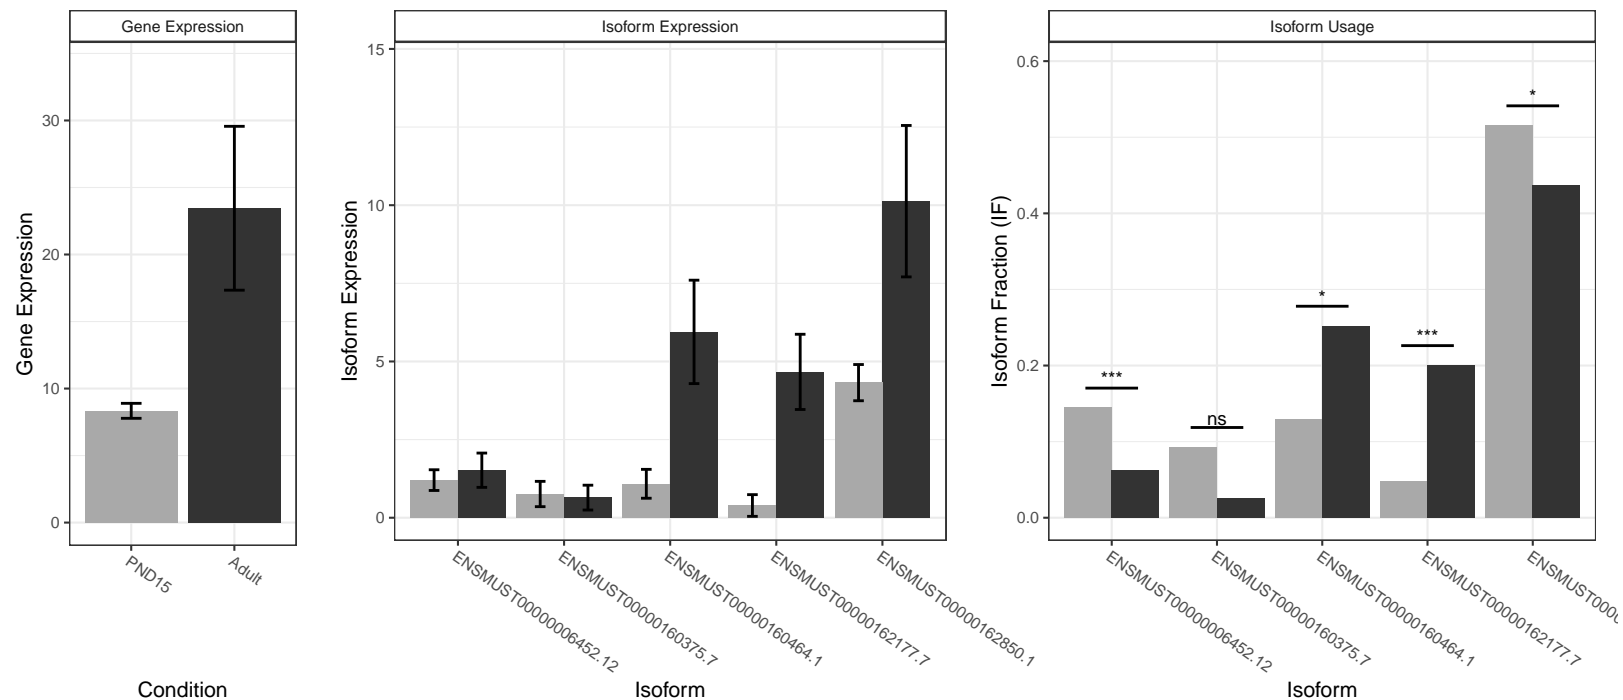 Gene Expression
Gene Expression
0
10
20
30
PND15
Adult
Condition
Isoform Expression
Isoform Expression
0
5
10
15
ENSMUST00000006452.12
ENSMUST00000160375.7
ENSMUST00000160464.1
ENSMUST00000162177.7
ENSMUST00000162850.1
Isoform
Isoform Usage
Isoform Fraction (IF)
0.0
0.2
0.4
0.6
***
ns
*
***
*
ENSMUST00000006452.12
ENSMUST00000160375.7
ENSMUST00000160464.1
ENSMUST00000162177.7
ENSMUST000
Isoform